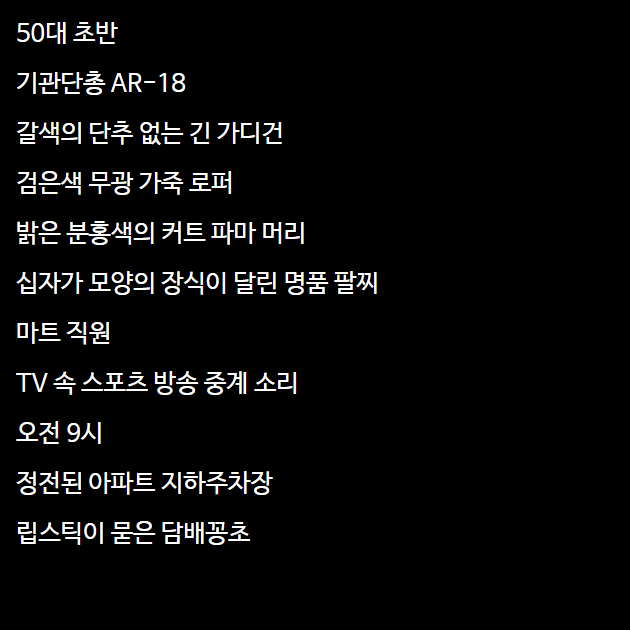 50대 초반
기관단총 AR-18
갈색의 단추 없는 긴 가디건
검은색 무광 가죽 로퍼
밝은 분홍색의 커트 파마 머리
십자가 모양의 장식이 달린 명품 팔찌
마트 직원
TV 속 스포츠 방송 중계 소리
오전 9시
정전된 아파트 지하주차장
립스틱이 묻은 담배꽁초